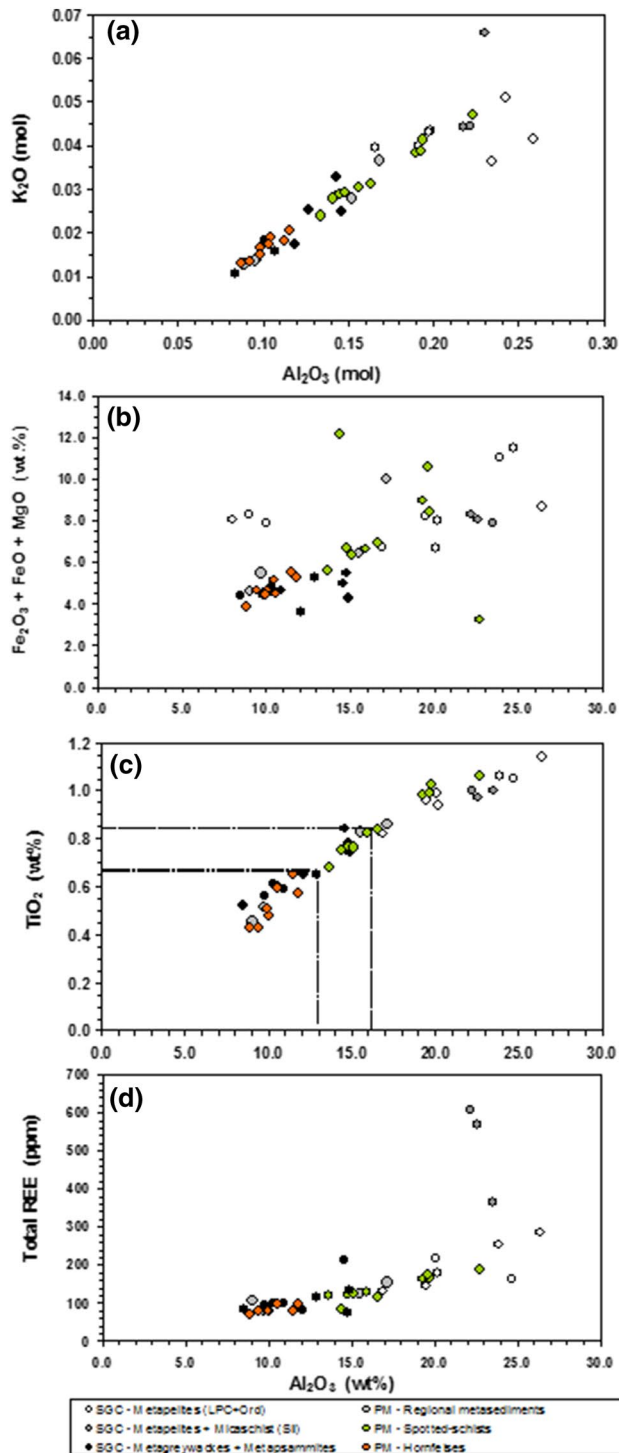 (a)
0.07
0.06
0.05
0.04
0.03
0.02
0.01
0.00
K₂O (mol)
0.00 0.05 0.10 0.15 0.20 0.25 0.30
Al₂O₃ (mol)
(b)
14.0
12.0
10.0
8.0
6.0
4.0
2.0
0.0
Fe₂O₃ + FeO + MgO (wt.%)
0.0 5.0 10.0 15.0 20.0 25.0 30.0
(c)
1.2
1.0
0.8
0.6
0.4
0.2
0.0
TiO₂ (wt%)
0.0 5.0 10.0 15.0 20.0 25.0 30.0
(d)
700
600
500
400
300
200
100
0
Total REE (ppm)
0.0 5.0 10.0 15.0 20.0 25.0 30.0
Al₂O₃ (wt%)
SGC - Metapelites (LPC+Ord)
PM - Regional metasediments
SGC - Metapelites + Micaschist (Sil)
PM - Spotted-schists
SGC - Metagreywackes + Metapsammites
PM - Hornfelses